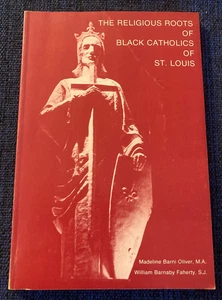 THE RELIGIOUS ROOTS
OF
BLACK CATHOLICS
OF
ST. LOUIS
Madeline Barni Oliver, M.A.
William Barnaby Faherty, S.J.